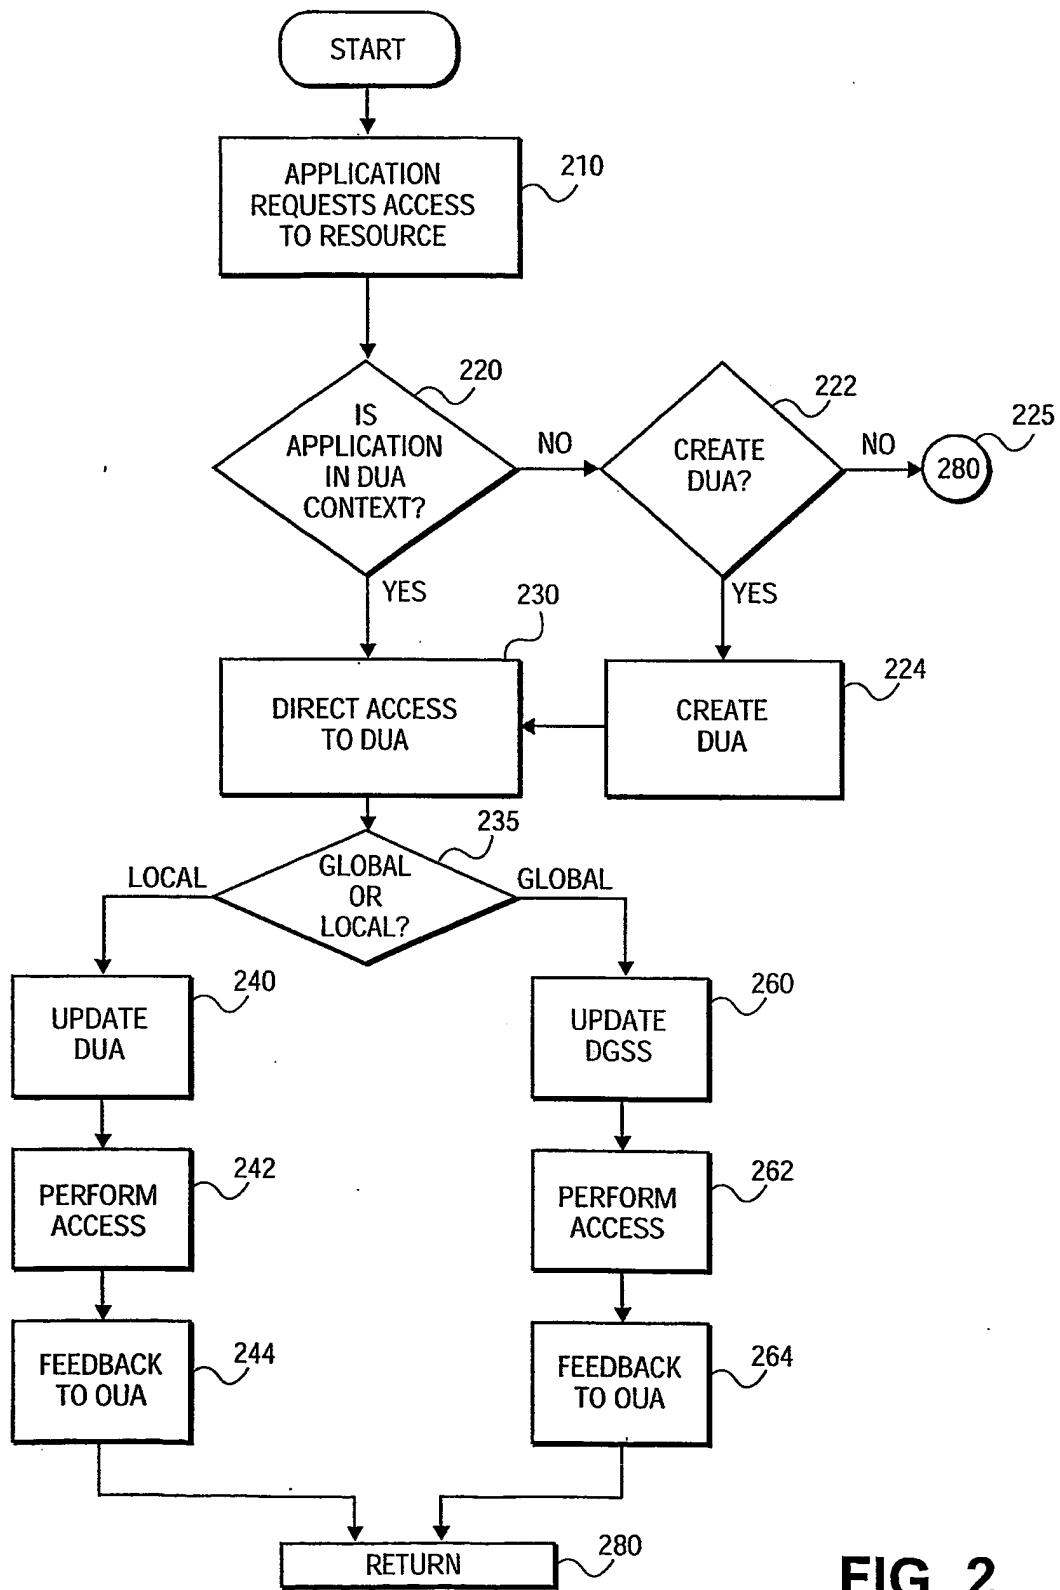 START
APPLICATION
REQUESTS ACCESS
TO RESOURCE
210
IS
APPLICATION
IN DUA
CONTEXT?
220
NO
CREATE
DUA?
222
NO
280
225
YES
YES
230
DIRECT ACCESS
TO DUA
CREATE
DUA
224
235
GLOBAL
OR
LOCAL?
LOCAL
GLOBAL
UPDATE
DUA
240
UPDATE
DGSS
260
PERFORM
ACCESS
242
PERFORM
ACCESS
262
FEEDBACK
TO OUA
244
FEEDBACK
TO OUA
264
RETURN
280
FIG. 2